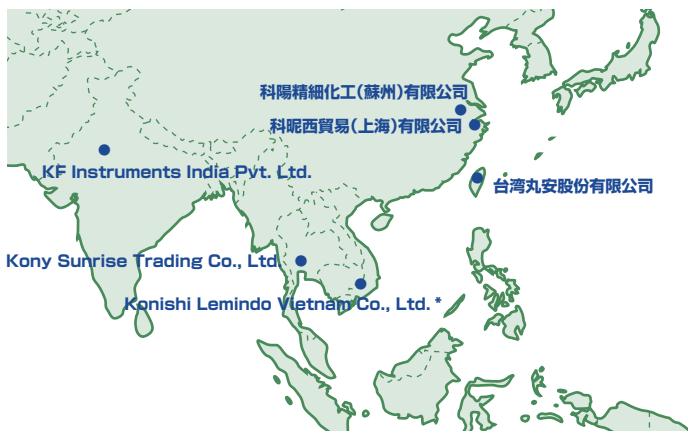 科陽精細化工(蘇州)有限公司
科昵西貿易(上海)有限公司
KF Instruments India Pvt. Ltd.
台湾丸安股份有限公司
Kony Sunrise Trading Co., Ltd.
Konishi Lemindo Vietnam Co., Ltd. *